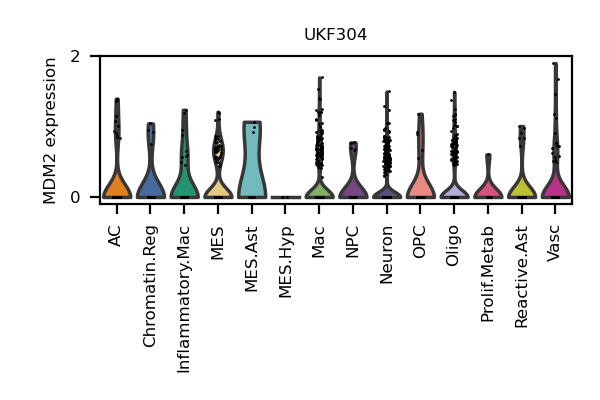 UKF304
MDM2 expression
2
0
AC
Chromatin.Reg
Inflammatory.Mac
MES
MES.Ast
MES.Hyp
Mac
NPC
Neuron
OPC
Oligo
Prolif.Metab
Reactive.Ast
Vasc